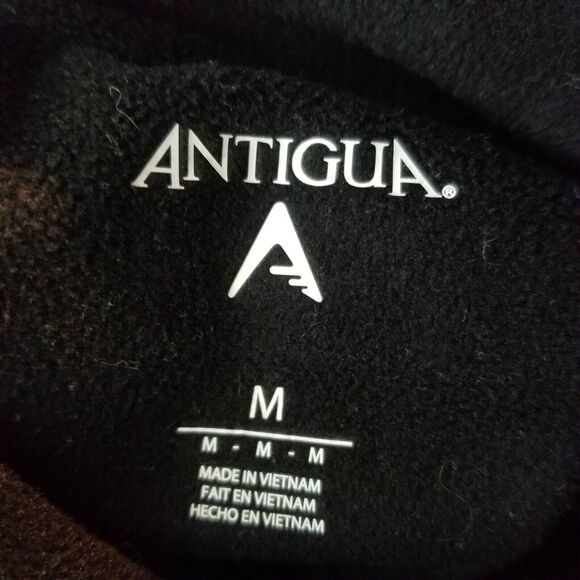 ANTIGUA®
M
M - M - M
MADE IN VIETNAM
FAIT EN VIETNAM
HECHO EN VIETNAM